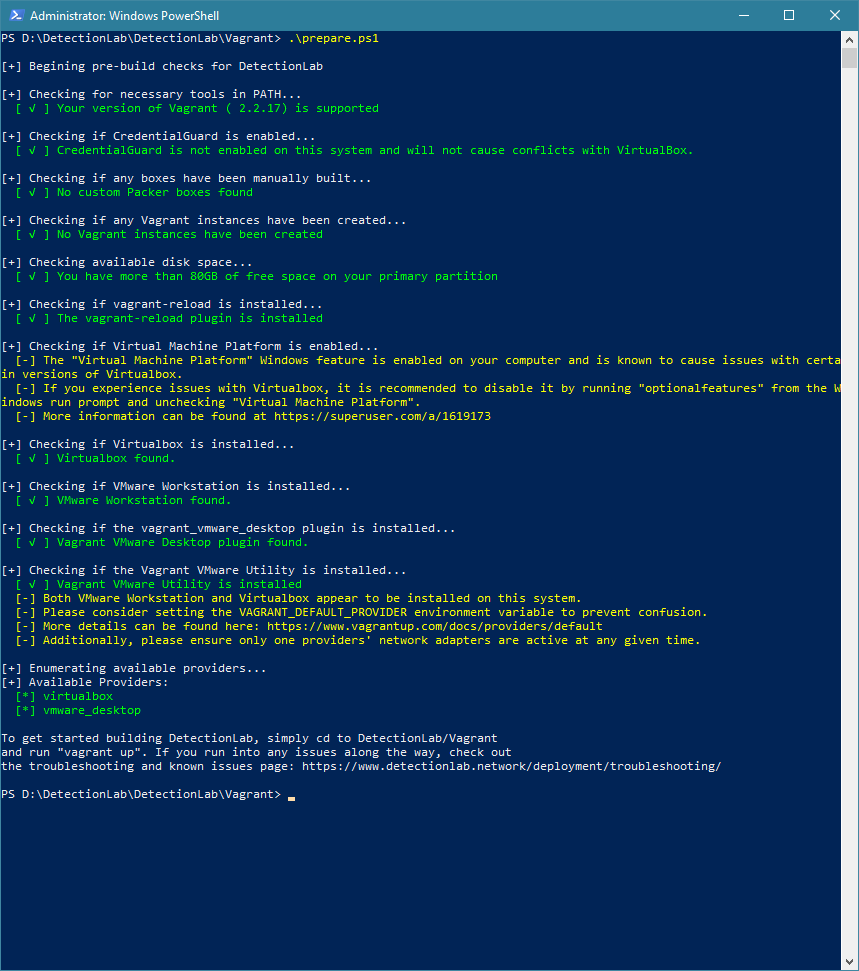 Administrator: Windows PowerShell
PS D:\DetectionLab\DetectionLab\Vagrant> .\prepare.ps1
[+] Begining pre-build checks for DetectionLab
[+] Checking for necessary tools in PATH...
[ √ ] Your version of Vagrant ( 2.2.17) is supported
[+] Checking if CredentialGuard is enabled...
[ √ ] CredentialGuard is not enabled on this system and will not cause conflicts with VirtualBox.
[+] Checking if any boxes have been manually built...
[ √ ] No custom Packer boxes found
[+] Checking if any Vagrant instances have been created...
[ √ ] No Vagrant instances have been created
[+] Checking available disk space...
[ √ ] You have more than 80GB of free space on your primary partition
[+] Checking if vagrant-reload is installed...
[ √ ] The vagrant-reload plugin is installed
[+] Checking if Virtual Machine Platform is enabled...
[-] The "Virtual Machine Platform" Windows feature is enabled on your computer and is known to cause issues with certa
in versions of Virtualbox.
[-] If you experience issues with Virtualbox, it is recommended to disable it by running "optionalfeatures" from the W
indows run prompt and unchecking "Virtual Machine Platform".
[-] More information can be found at https://superuser.com/a/1619173
[+] Checking if Virtualbox is installed...
[ √ ] Virtualbox found.
[+] Checking if VMware Workstation is installed...
[ √ ] VMware Workstation found.
[+] Checking if the vagrant_vmware_desktop plugin is installed...
[ √ ] Vagrant VMware Desktop plugin found.
[+] Checking if the Vagrant VMware Utility is installed...
[ √ ] Vagrant VMware Utility is installed
[-] Both VMware Workstation and Virtualbox appear to be installed on this system.
[-] Please consider setting the VAGRANT_DEFAULT_PROVIDER environment variable to prevent confusion.
[-] More details can be found here: https://www.vagrantup.com/docs/providers/default
[-] Additionally, please ensure only one providers' network adapters are active at any given time.
[+] Enumerating available providers...
[+] Available Providers:
[*] virtualbox
[*] vmware_desktop
To get started building DetectionLab, simply cd to DetectionLab/Vagrant
and run "vagrant up". If you run into any issues along the way, check out
the troubleshooting and known issues page: https://www.detectionlab.network/deployment/troubleshooting/
PS D:\DetectionLab\DetectionLab\Vagrant>